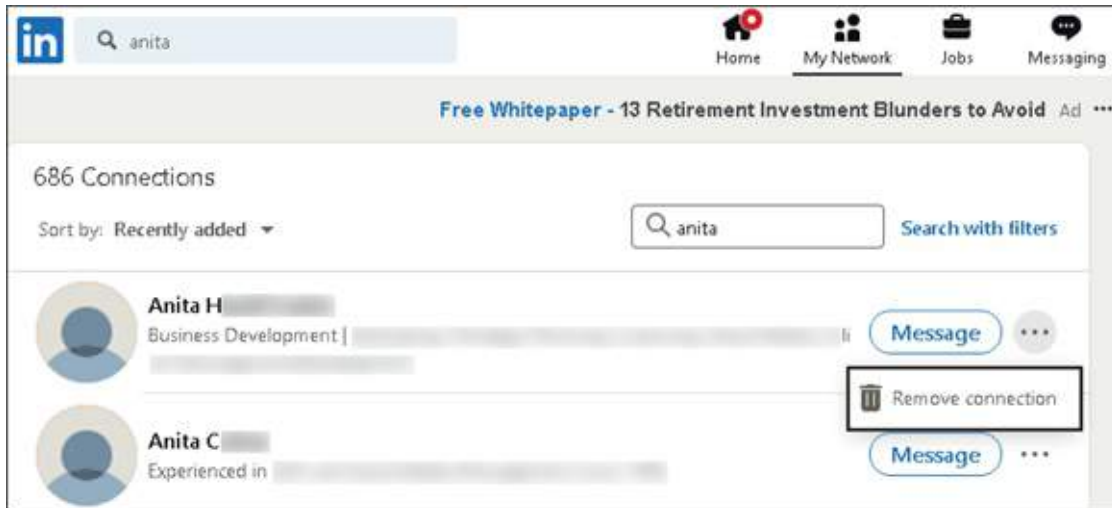 in anita
Home My Network Jobs Messaging
Free Whitepaper - 13 Retirement Investment Blunders to Avoid Ad ...
686 Connections
Sort by: Recently added
anita Search with filters
Anita H
Business Development | li
Message ...
Remove connection
Anita C
Experienced in
Message ...